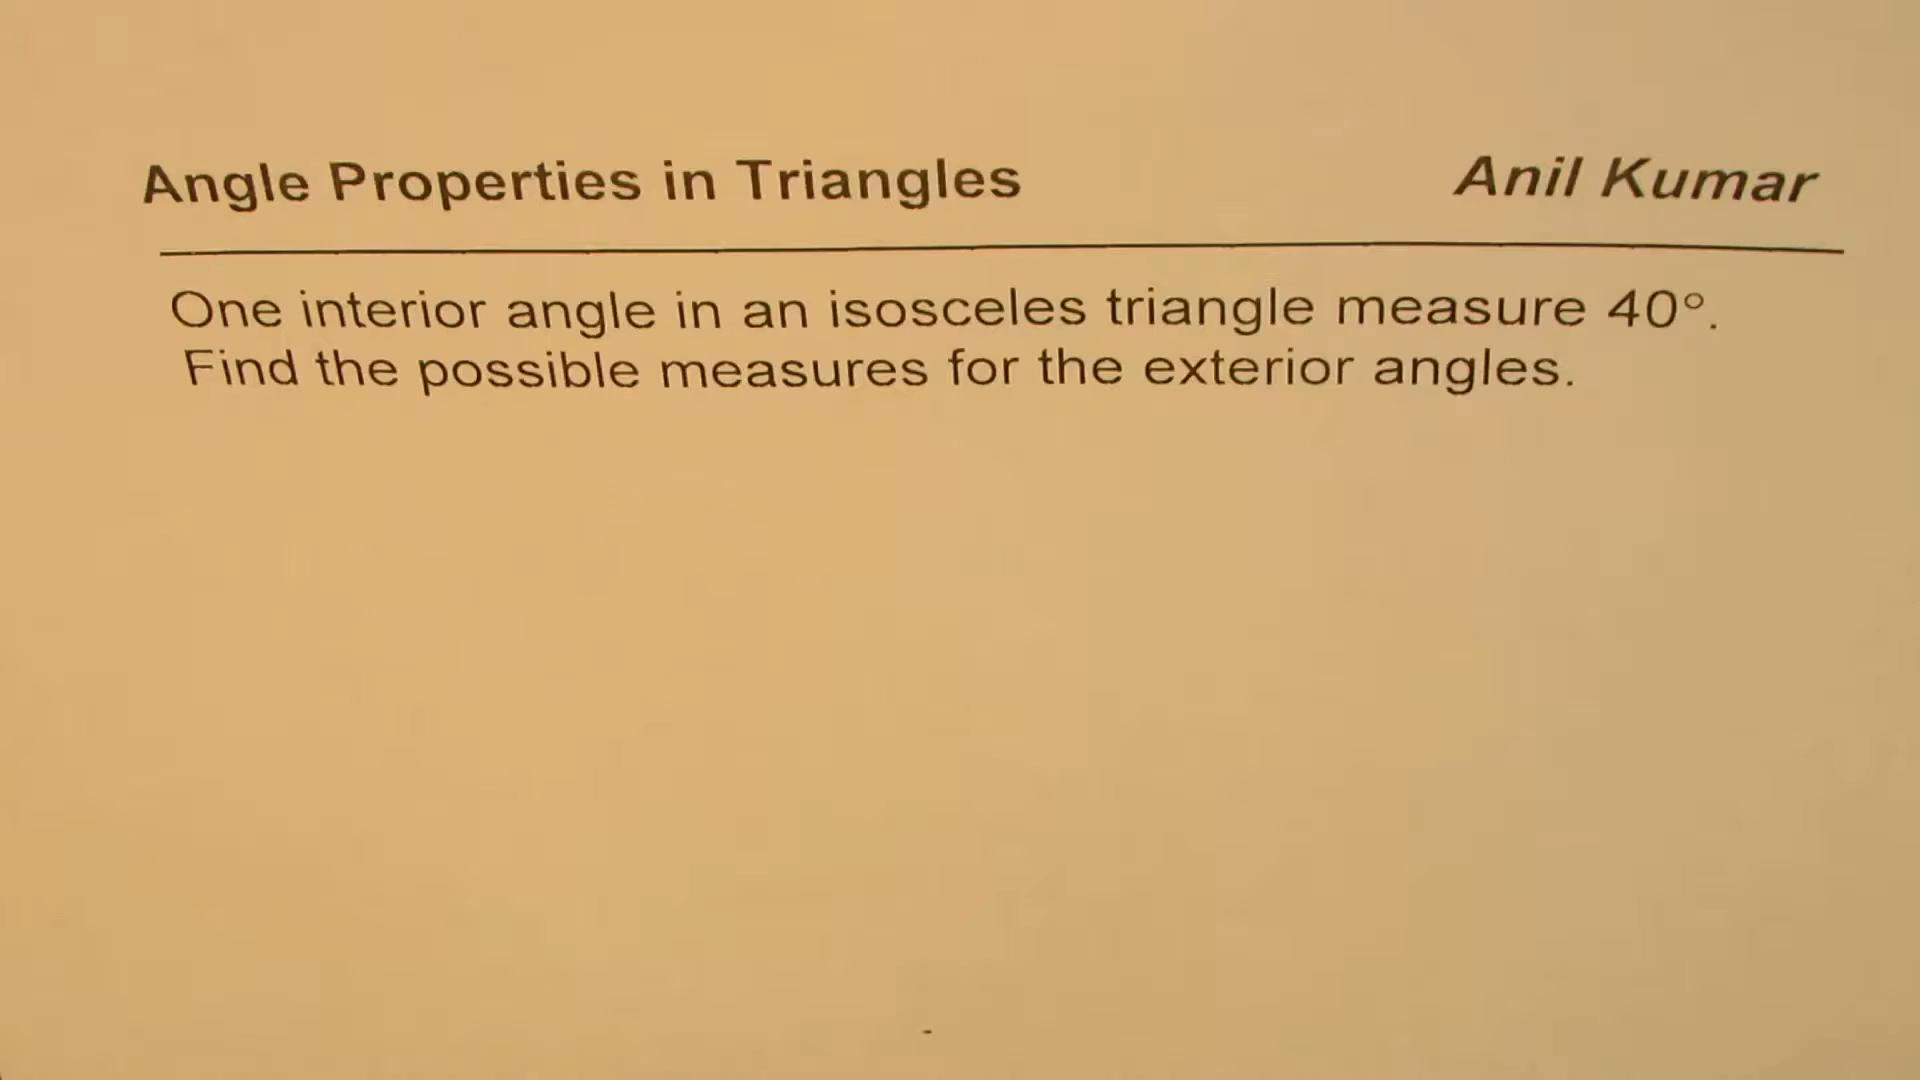 Angle Properties in Triangles
Anil Kumar
One interior angle in an isosceles triangle measure 40°.
Find the possible measures for the exterior angles.